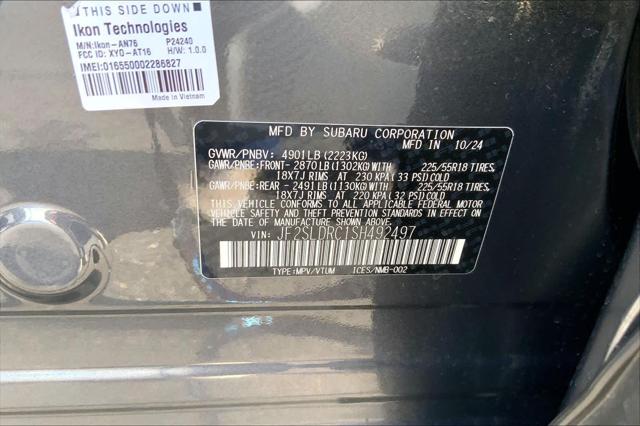 THIS SIDE DOWN
Ikon Technologies
M/N:Ikon-AN76 P24240
FCC ID: XYO-AT16 H/W: 1.0.0
IMEI:016550002286827
Made in Vietnam
MFD BY SUBARU CORPORATION
MFD IN 10/24
GVWR/PNBV: 4901LB(2223KG)
GAWR/PNBE:FRONT- 2870LB(1302KG)WITH 225/55R18 TIRES,
18X7J RIMS AT 230 KPA(33 PSI)COLD
GAWR/PNBE:REAR - 2491LB(1130KG)WITH 225/55R18 TIRES,
18X7J RIMS AT 220 KPA(32 PSI)COLD
THIS VEHICLE CONFORMS TO ALL APPLICABLE FEDERAL MOTOR
VEHICLE SAFETY AND THEFT PREVENTION STANDARDS IN EFFECT ON
THE DATE OF MANUFACTURE SHOWN ABOVE.
VIN: JF2SLDRC1SH492497
TYPE:MPV/VTUM ICES/NMB-002